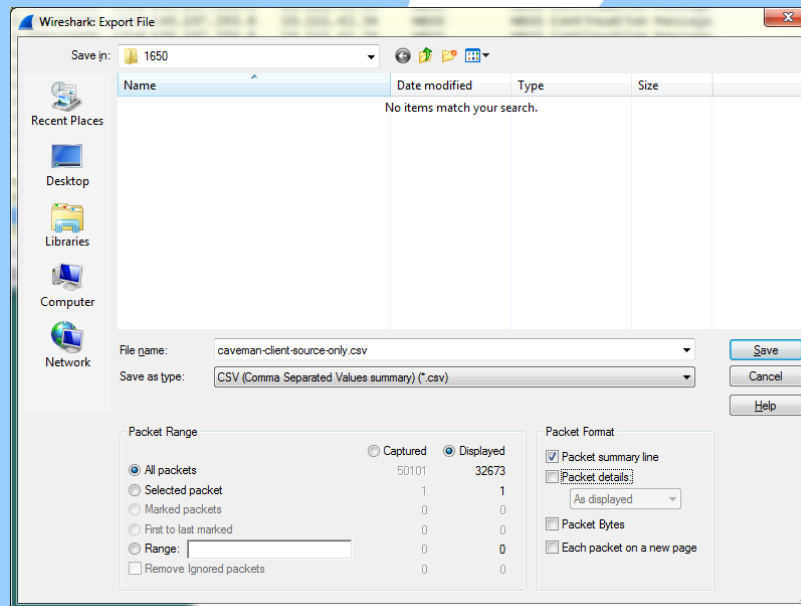 Wireshark: Export File
Save in: 1650
Name Date modified Type Size
No items match your search.
Recent Places
Desktop
Libraries
Computer
Network
File name: caveman-client-source-only.csv Save
Save as type: CSV (Comma Separated Values summary) (*.csv) Cancel
Help
Packet Range Packet Format
Captured Displayed Packet summary line
All packets 50101 32673 Packet details:
Selected packet 1 1 As displayed
Marked packets 0 0
First to last marked 0 0 Packet Bytes
Range: 0 0 Each packet on a new page
Remove Ignored packets 0 0